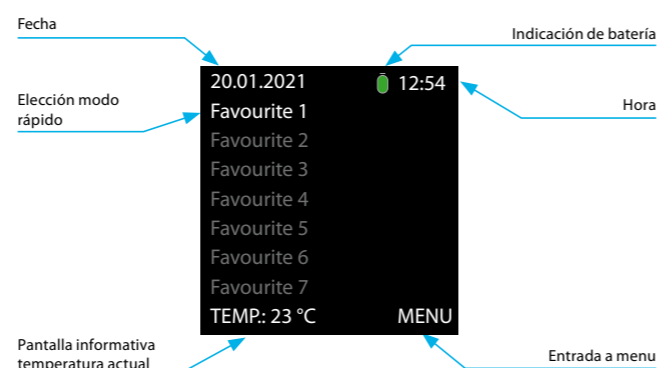 Fecha
Indicación de batería
20.01.2021 12:54
Elección modo
rápido
Favourite 1
Hora
Favourite 2
Favourite 3
Favourite 4
Favourite 5
Favourite 6
Favourite 7
TEMP.: 23 °C MENU
Pantalla informativa
temperatura actual
Entrada a menu